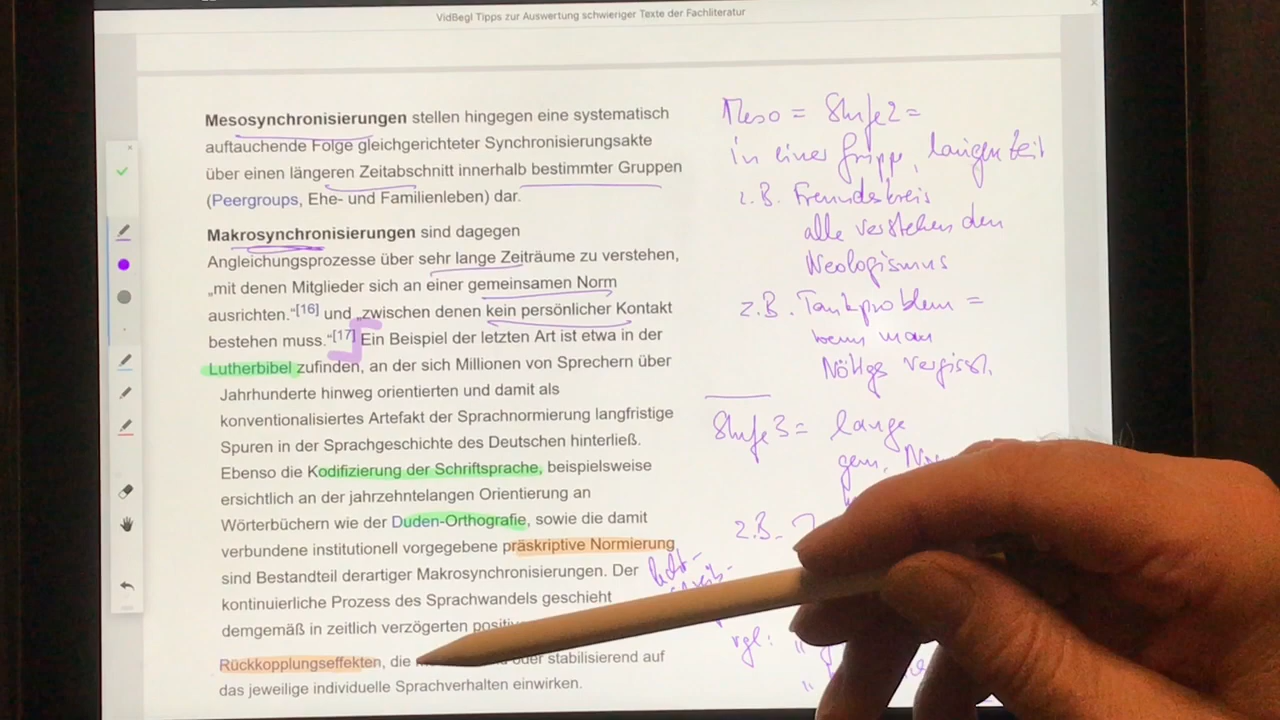 VidBegl Tipps zur Auswertung schwieriger Texte der Fachliteratur
Mesosynchronisierungen stellen hingegen eine systematisch
auftauchende Folge gleichgerichteter Synchronisierungsakte
über einen längeren Zeitabschnitt innerhalb bestimmter Gruppen
(Peergroups, Ehe- und Familienleben) dar.
Makrosynchronisierungen sind dagegen
Angleichungsprozesse über sehr lange Zeiträume zu verstehen,
„mit denen Mitglieder sich an einer gemeinsamen Norm
ausrichten.“[16] und „zwischen denen kein persönlicher Kontakt
bestehen muss.“[17] Ein Beispiel der letzten Art ist etwa in der
Lutherbibel zufinden, an der sich Millionen von Sprechern über
Jahrhunderte hinweg orientierten und damit als
konventionalisiertes Artefakt der Sprachnormierung langfristige
Spuren in der Sprachgeschichte des Deutschen hinterließ.
Ebenso die Kodifizierung der Schriftsprache, beispielsweise
ersichtlich an der jahrzehntelangen Orientierung an
Wörterbüchern wie der Duden-Orthografie, sowie die damit
verbundene institutionell vorgegebene präskriptive Normierung
sind Bestandteil derartiger Makrosynchronisierungen. Der
kontinuierliche Prozess des Sprachwandels geschieht
demgemäß in zeitlich verzögerten
Rückkopplungseffekten, die oder stabilisierend auf
das jeweilige individuelle Sprachverhalten einwirken.
Meso = Stufe 2 =
in einer Gruppe, langen Zeit
z.B. Freundeskreis
alle verstehen den
Neologismus
z.B. Tankproblem =
wenn man
Nötiges vergisst.
Stufe 3 = lange
gem.
z.B.
vgl: